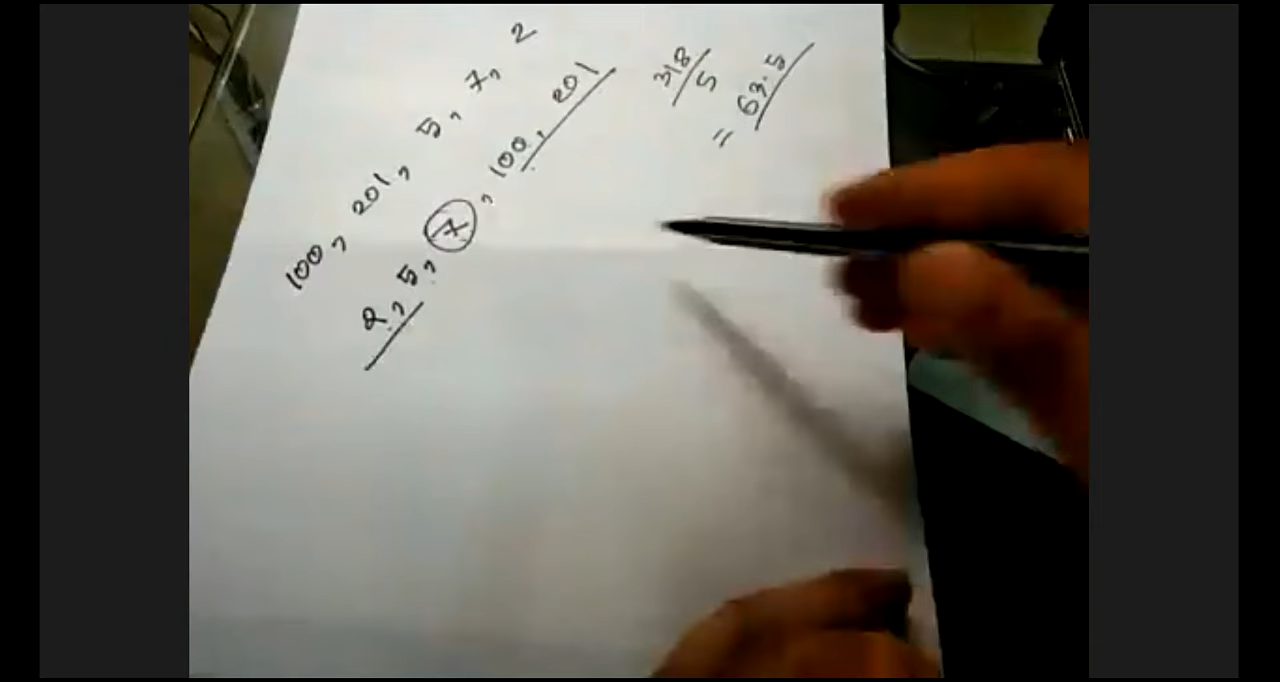 100, 201, 5, 7, 2
2, 5, 7, 100, 201
318/5
= 63.5